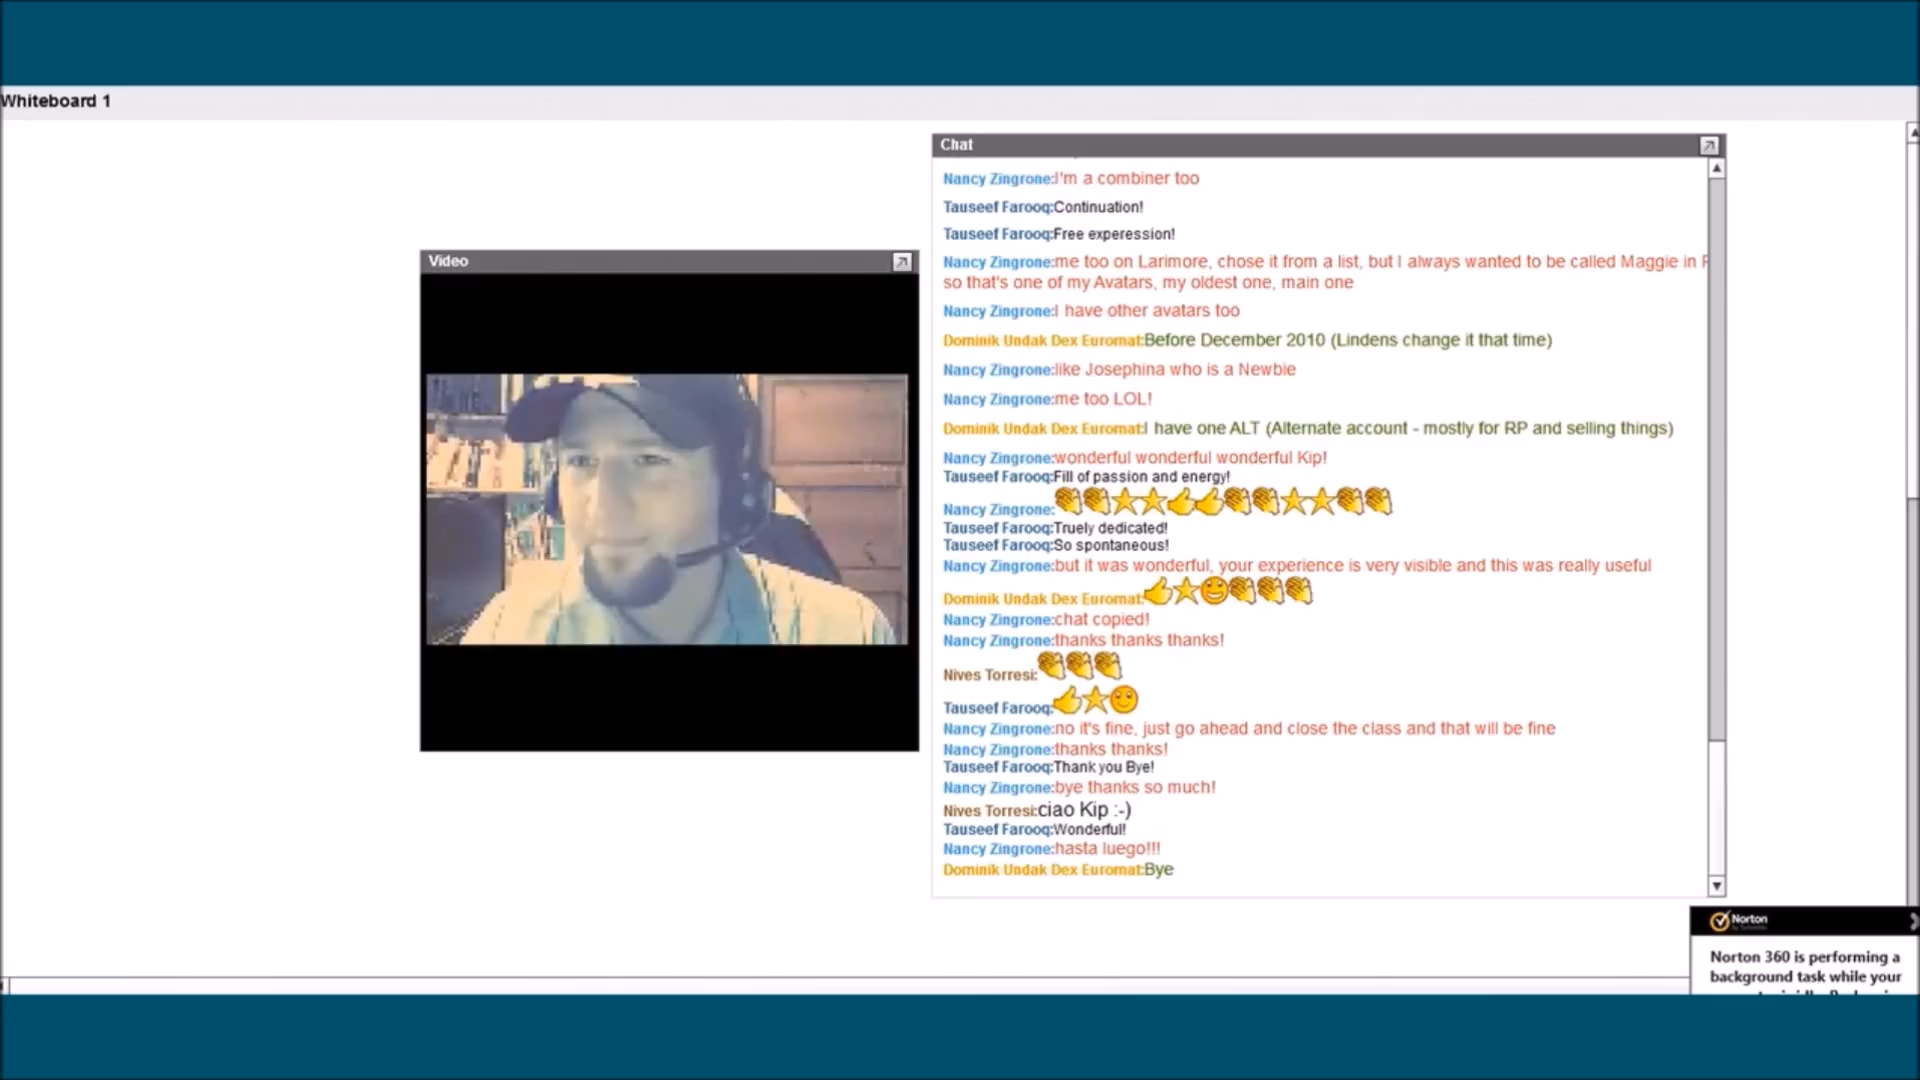 Whiteboard 1
Chat
Nancy Zingrone:I'm a combiner too
Tauseef Farooq:Continuation!
Tauseef Farooq:Free experession!
Video
Nancy Zingrone:me too on Larimore, chose it from a list, but I always wanted to be called Maggie in
so that's one of my Avatars, my oldest one, main one
Nancy Zingrone:I have other avatars too
Dominik Undak Dex Euromat:Before December 2010 (Lindens change it that time)
Nancy Zingrone:like Josephina who is a Newbie
Nancy Zingrone:me too LOL!
Dominik Undak Dex Euromat:I have one ALT (Alternate account - mostly for RP and selling things)
Nancy Zingrone:wonderful wonderful wonderful Kip!
Tauseef Farooq:Fill of passion and energy!
Nancy Zingrone:
Tauseef Farooq:Truely dedicated!
Tauseef Farooq:So spontaneous!
Nancy Zingrone:but it was wonderful, your experience is very visible and this was really useful
Dominik Undak Dex Euromat:
Nancy Zingrone:chat copied!
Nancy Zingrone:thanks thanks thanks!
Nives Torresi:
Tauseef Farooq:
Nancy Zingrone:no it's fine, just go ahead and close the class and that will be fine
Nancy Zingrone:thanks thanks!
Tauseef Farooq:Thank you Bye!
Nancy Zingrone:bye thanks so much!
Nives Torresi:ciao Kip :-)
Tauseef Farooq:Wonderful!
Nancy Zingrone:hasta luego!!!
Dominik Undak Dex Euromat:Bye
Norton
Norton 360 is performing a
background task while your